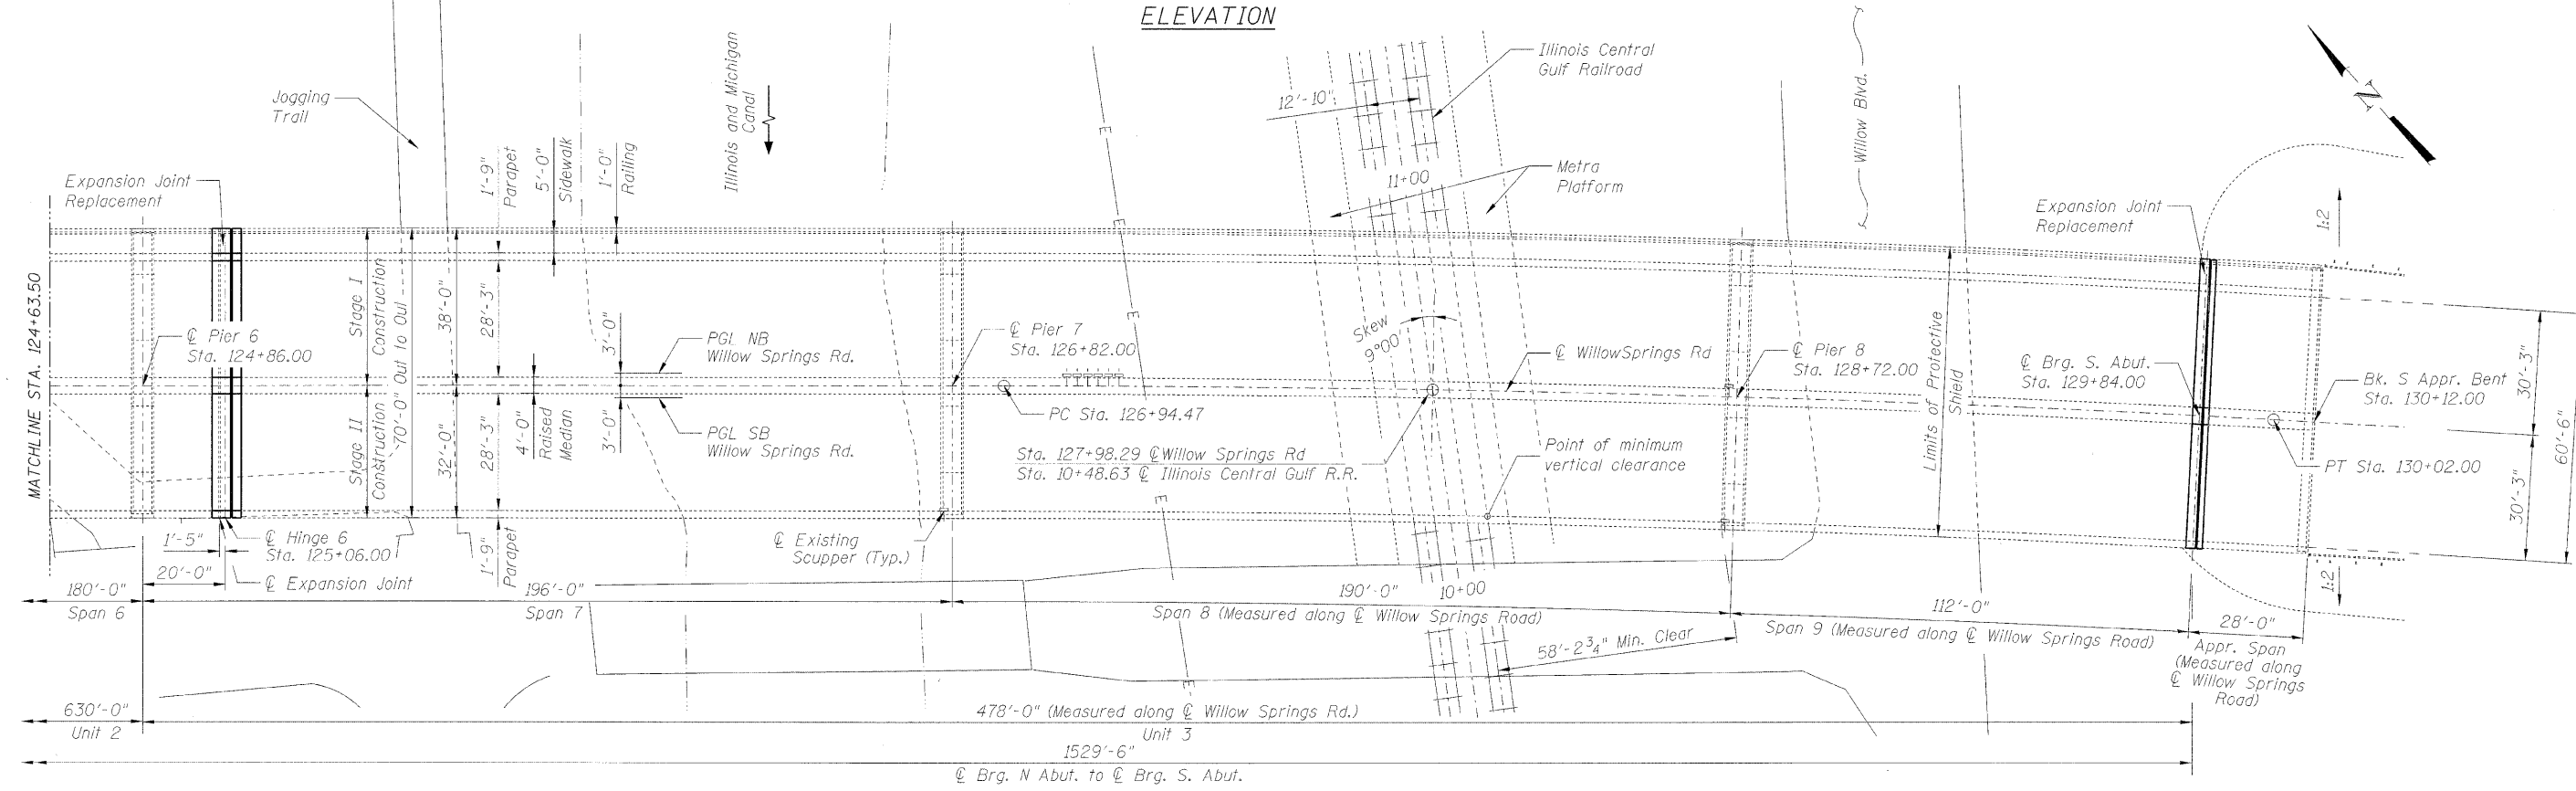 ELEVATION
Jogging
Trail
Illinois and Michigan
Canal
Illinois Central
Gulf Railroad
Willow Blvd.
N
12'-10"
Metra
Platform
11+00
Expansion Joint
Replacement
1'-9"
Parapet
5'-0"
Sidewalk
1'-0"
Railing
Expansion Joint
Replacement
1:2
MATCHLINE STA. 124+63.50
℄ Pier 6
Sta. 124+86.00
Stage I
Construction
Stage II
Construction
70'-0" Out to Out
38'-0"
32'-0"
28'-3"
28'-3"
4'-0"
Raised
Median
3'-0"
3'-0"
PGL NB
Willow Springs Rd.
PGL SB
Willow Springs Rd.
℄ Pier 7
Sta. 126+82.00
PC Sta. 126+94.47
Skew
9°00'
℄ WillowSprings Rd
℄ Pier 8
Sta. 128+72.00
Limits of Protective
Shield
℄ Brg. S. Abut.
Sta. 129+84.00
Bk. S Appr. Bent
Sta. 130+12.00
PT Sta. 130+02.00
30'-3"
30'-3"
60'-6"
Sta. 127+98.29 ℄ Willow Springs Rd
Sta. 10+48.63 ℄ Illinois Central Gulf R.R.
Point of minimum
vertical clearance
℄ Existing
Scupper (Typ.)
1'-5"
℄ Hinge 6
Sta. 125+06.00
20'-0"
℄ Expansion Joint
1'-9"
Parapet
1:2
180'-0"
Span 6
196'-0"
Span 7
190'-0"
10+00
Span 8 (Measured along ℄ Willow Springs Road)
112'-0"
Span 9 (Measured along ℄ Willow Springs Road)
28'-0"
Appr. Span
(Measured along
℄ Willow Springs
Road)
58'-2¾" Min. Clear
E
E
E
E
E
630'-0"
Unit 2
478'-0" (Measured along ℄ Willow Springs Rd.)
Unit 3
1529'-6"
℄ Brg. N Abut. to ℄ Brg. S. Abut.